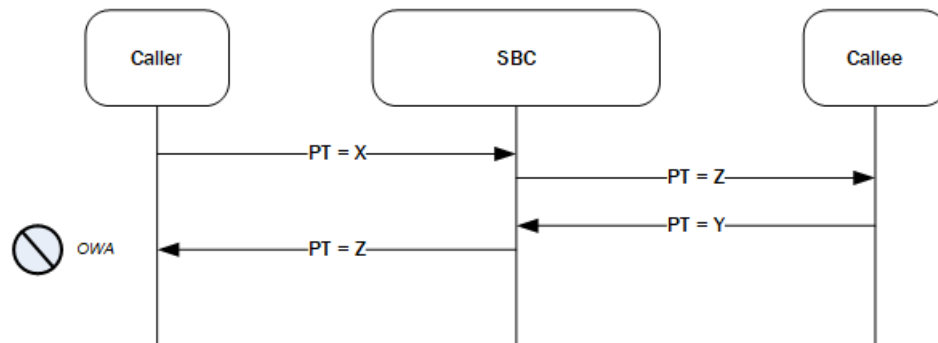 Caller
SBC
Callee
PT = X
PT = Z
PT = Y
OWA
PT = Z